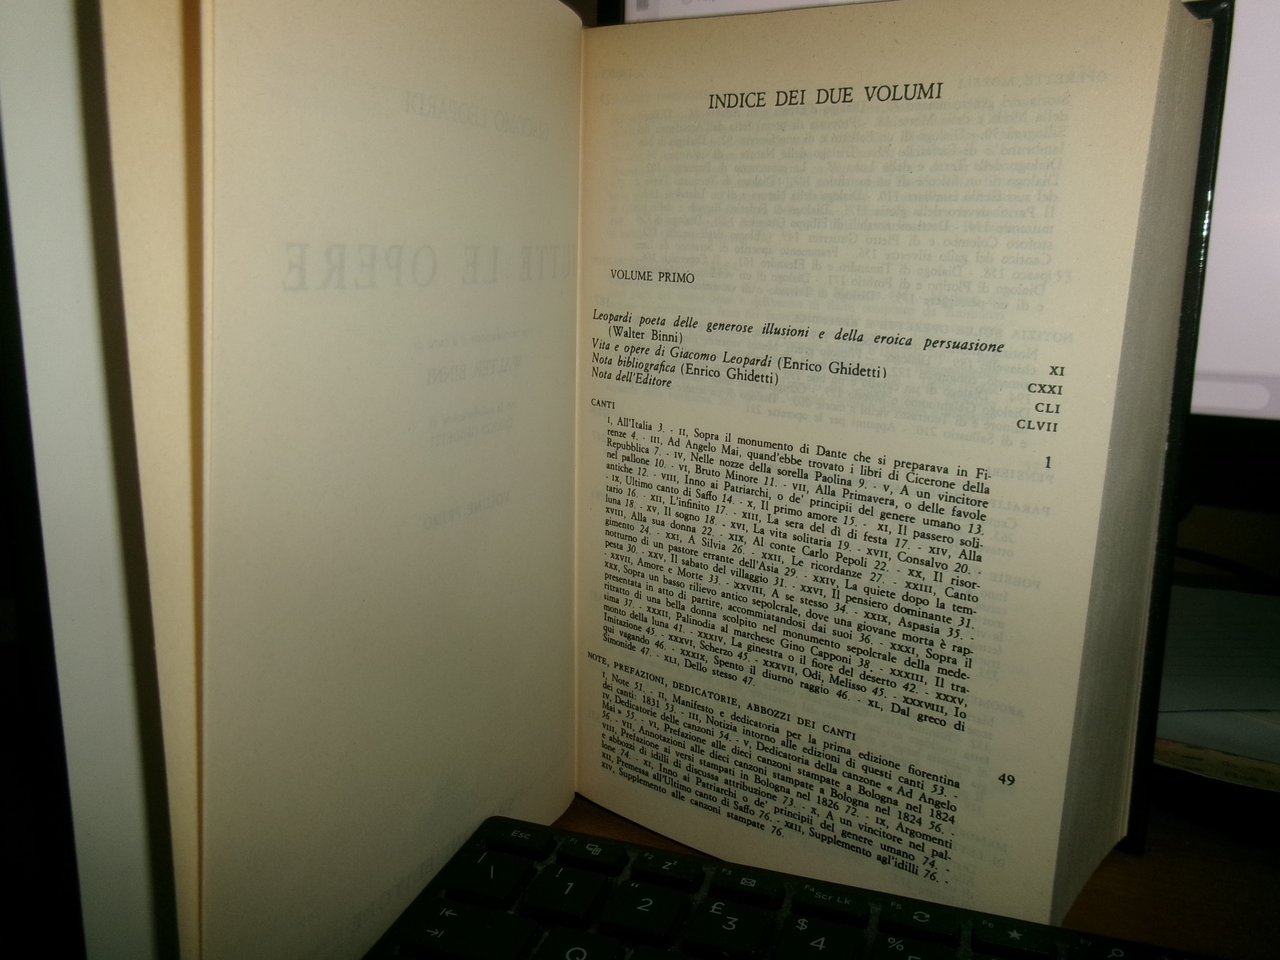 INDICE DEI DUE VOLUMI
VOLUME PRIMO
Leopardi poeta delle generose illusioni e della eroica persuasione
(Walter Binni) XI
Vita e opere di Giacomo Leopardi (Enrico Ghidetti) CXXI
Nota bibliografica (Enrico Ghidetti) CLI
Nota dell'Editore CLVII
CANTI 1
I, All'Italia 3. - II, Sopra il monumento di Dante che si preparava in Fi-
renze 4. - III, Ad Angelo Mai, quand'ebbe trovato i libri di Cicerone della
Repubblica 7. - IV, Nelle nozze della sorella Paolina 9. - V, A un vincitore
nel pallone 10. - VI, Bruto Minore 11. - VII, Alla Primavera, o delle favole
antiche 12. - VIII, Inno ai Patriarchi, o de' principii del genere umano 13.
- IX, Ultimo canto di Saffo 14. - X, Il primo amore 15. - XI, Il passero soli-
tario 16. - XII, L'infinito 17. - XIII, La sera del dì di festa 17. - XIV, Alla
luna 18. - XV, Il sogno 18. - XVI, La vita solitaria 19. - XVII, Consalvo 20. -
XVIII, Alla sua donna 22. - XIX, Al conte Carlo Pepoli 22. - XX, Il risor-
gimento 24. - XXI, A Silvia 26. - XXII, Le ricordanze 27. - XXIII, Canto
notturno di un pastore errante dell'Asia 29. - XXIV, La quiete dopo la tem-
pesta 30. - XXV, Il sabato del villaggio 31. - XXVI, Il pensiero dominante 31.
- XXVII, Amore e Morte 33. - XXVIII, A se stesso 34. - XXIX, Aspasia 35. -
XXX, Sopra un basso rilievo antico sepolcrale, dove una giovane morta è rap-
presentata in atto di partire, accommiatandosi dai suoi 36. - XXXI, Sopra il
ritratto di una bella donna scolpito nel monumento sepolcrale della mede-
sima 37. - XXXII, Palinodia al marchese Gino Capponi 38. - XXXIII, Il tra-
monto della luna 41. - XXXIV, La ginestra o il fiore del deserto 42. - XXXV,
Imitazione 45. - XXXVI, Scherzo 45. - XXXVII, Odi, Melisso 45. - XXXVIII, Io
qui vagando 46. - XXXIX, Spento il diurno raggio 46. - XL, Dal greco di
Simonide 47. - XLI, Dello stesso 47.
NOTE, PREFAZIONI, DEDICATORIE, ABBOZZI DEI CANTI 49
I, Note 51. - II, Manifesto e dedicatoria per la prima edizione fiorentina
dei canti: 1831 53. - III, Notizia intorno alle edizioni di questi canti 53. -
IV, Dedicatorie delle canzoni 54. - V, Dedicatoria della canzone « Ad Angelo
Mai » 55. - VI, Prefazione alle dieci canzoni stampate a Bologna nel 1824
56. - VII, Annotazioni alle dieci canzoni stampate a Bologna nel 1824 56. -
VIII, Prefazione ai versi stampati in Bologna nel 1826 72. - IX, Argomenti
e abbozzi di idilli di discussa attribuzione 73. - X, A un vincitore nel pal-
lone 74. - XI, Inno ai Patriarchi o de' principii del genere umano 74. -
XII, Premessa all'Ultimo canto di Saffo 76. - XIII, Supplemento agl'idilli 76. -
XIV, Supplemento alle canzoni stampate 76.
Esc F1 F2 Z F3 F4 Scr Lk F5 F6
\ | 1 " 2 £ 3 $ 4 %
Q